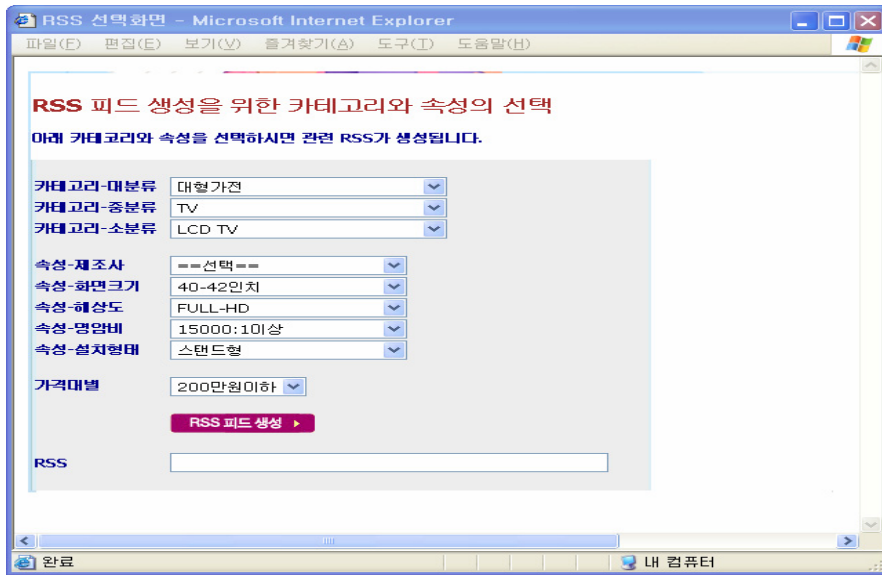 RSS 선택화면 - Microsoft Internet Explorer
파일(F) 편집(E) 보기(V) 즐겨찾기(A) 도구(T) 도움말(H)
RSS 피드 생성을 위한 카테고리와 속성의 선택
아래 카테고리와 속성을 선택하시면 관련 RSS가 생성됩니다.
카테고리-대분류 대형가전
카테고리-중분류 TV
카테고리-소분류 LCD TV
속성-제조사 ==선택==
속성-화면크기 40-42인치
속성-해상도 FULL-HD
속성-명암비 15000:1이상
속성-설치형태 스탠드형
가격대별 200만원이하
RSS 피드 생성
RSS
완료 내 컴퓨터